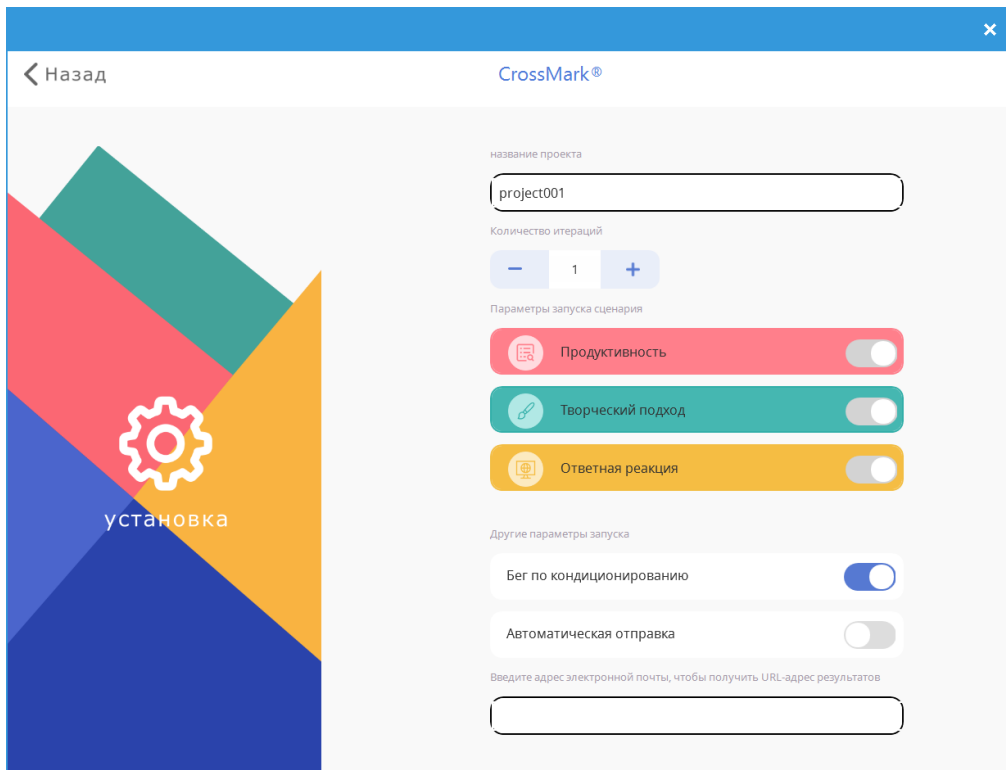 Назад
CrossMark®
название проекта
project001
Количество итераций
1
Параметры запуска сценария
Продуктивность
Творческий подход
Ответная реакция
установка
Другие параметры запуска
Бег по кондиционированию
Автоматическая отправка
Введите адрес электронной почты, чтобы получить URL-адрес результатов